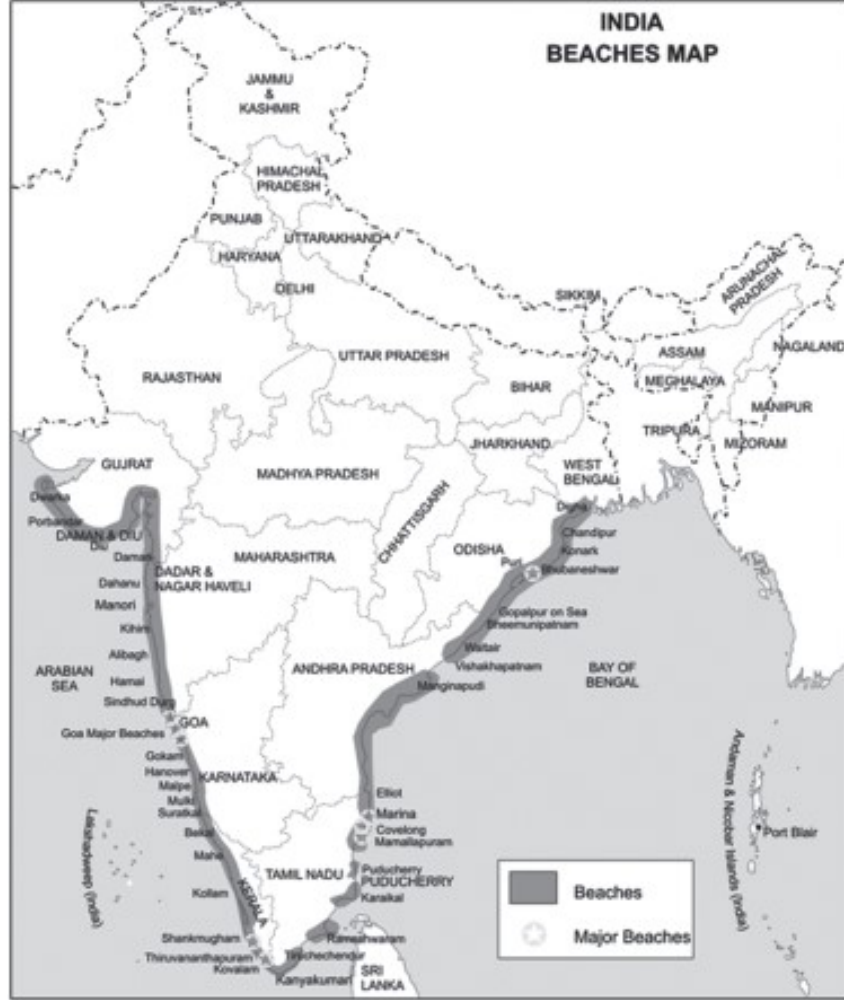 INDIA
BEACHES MAP
JAMMU
&
KASHMIR
HIMACHAL
PRADESH
PUNJAB
UTTARAKHAND
HARYANA
DELHI
SIKKIM
ARUNACHAL
PRADESH
UTTAR PRADESH
ASSAM
NAGALAND
RAJASTHAN
BIHAR
MEGHALAYA
MANIPUR
TRIPURA
MIZORAM
JHARKHAND
GUJRAT
MADHYA PRADESH
WEST
BENGAL
CHHATTISGARH
Dwarka
Porbandar
DAMAN & DIU
Diu
Daman
MAHARASHTRA
ODISHA
Digha
Chandipur
Konark
Puri
Bhubaneshwar
DADAR &
NAGAR HAVELI
Dahanu
Manori
Kihim
Alibagh
Gopalpur on Sea
Bheemunipatnam
Waltair
Vishakhapatnam
ANDHRA PRADESH
Manginapudi
BAY OF
BENGAL
ARABIAN
SEA
Harnai
Sindhud Durg
GOA
Goa Major Beaches
Gokarn
Hanover
KARNATAKA
Malpe
Mulki
Suratkal
Bekal
Mahe
Elliot
Marina
Covelong
Mamallapuram
Andaman & Nicobar Islands (India)
Port Blair
Lakshadweep (India)
TAMIL NADU
Puducherry
PUDUCHERRY
Karaikal
KERALA
Kollam
Shankmugham
Thiruvananthapuram
Kovalam
Rameshwaram
Tiruchechendur
Kanyakumari
SRI
LANKA
Beaches
Major Beaches